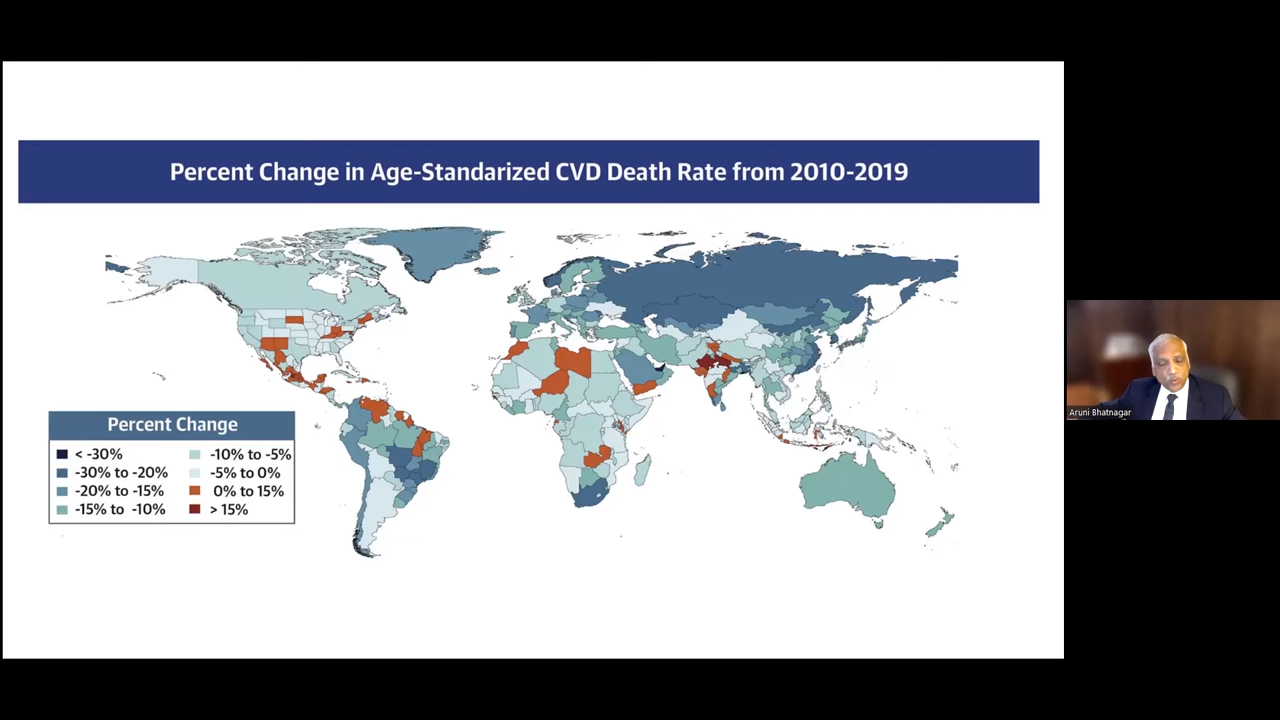 Percent Change in Age-Standarized CVD Death Rate from 2010-2019
Percent Change
< -30%
-30% to -20%
-20% to -15%
-15% to -10%
-10% to -5%
-5% to 0%
0% to 15%
> 15%
Aruni Bhatnagar